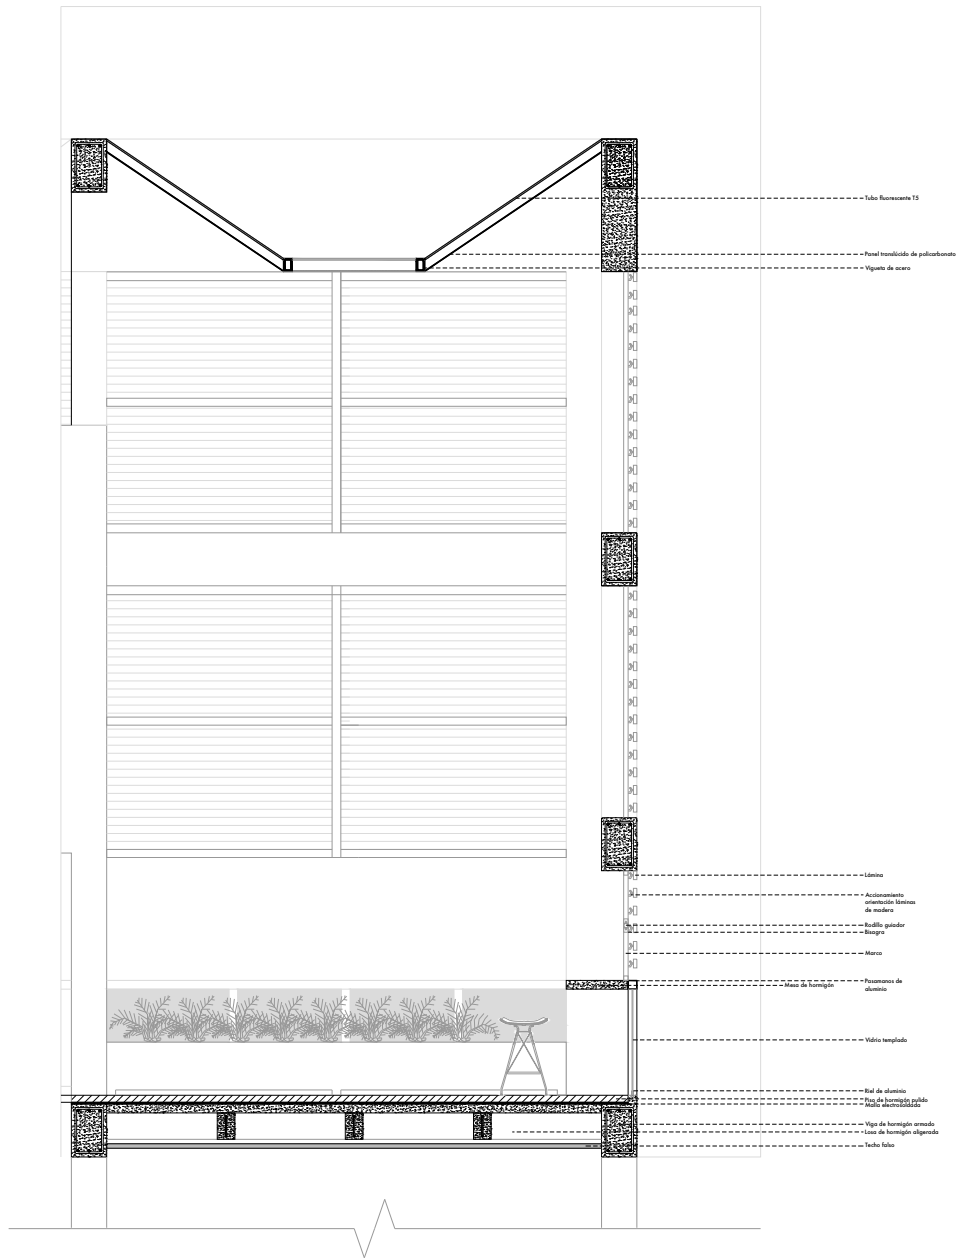 Tubo fluorescente T5
Panel translúcido de policarbonato
Vigueta de acero
Lámina
Accionamiento
orientación láminas
de madera
Rodillo guiador
Bisagra
Marco
Pasamanos de
aluminio
Mesa de hormigón
Vidrio templado
Riel de aluminio
Piso de hormigón pulido
Malla electrosoldada
Viga de hormigón armado
Losa de hormigón aligerada
Techo falso